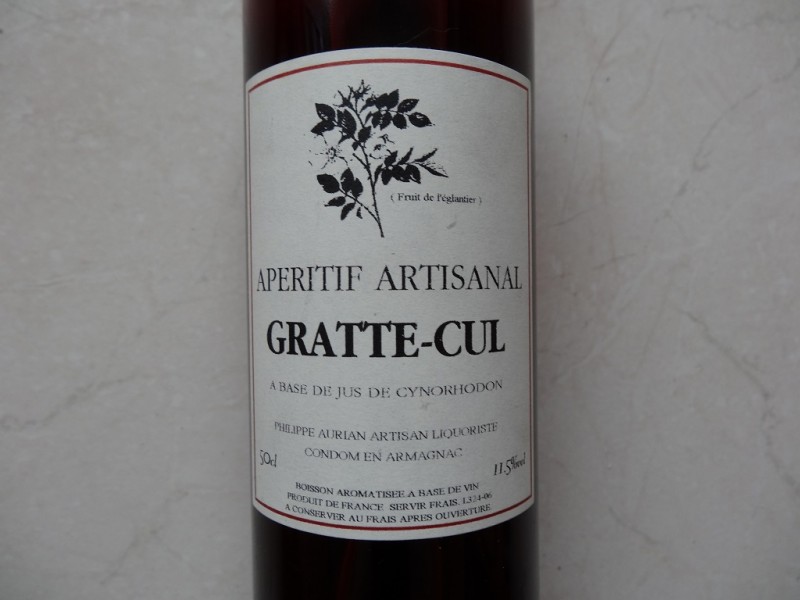 ( Fruit de l'églantier )
APERITIF ARTISANAL
GRATTE-CUL
A BASE DE JUS DE CYNORHODON
PHILIPPE AURIAN ARTISAN LIQUORISTE
50cl CONDOM EN ARMAGNAC 11.5%vol
BOISSON AROMATISEE A BASE DE VIN
PRODUIT DE FRANCE SERVIR FRAIS. L324-06
A CONSERVER AU FRAIS APRES OUVERTURE